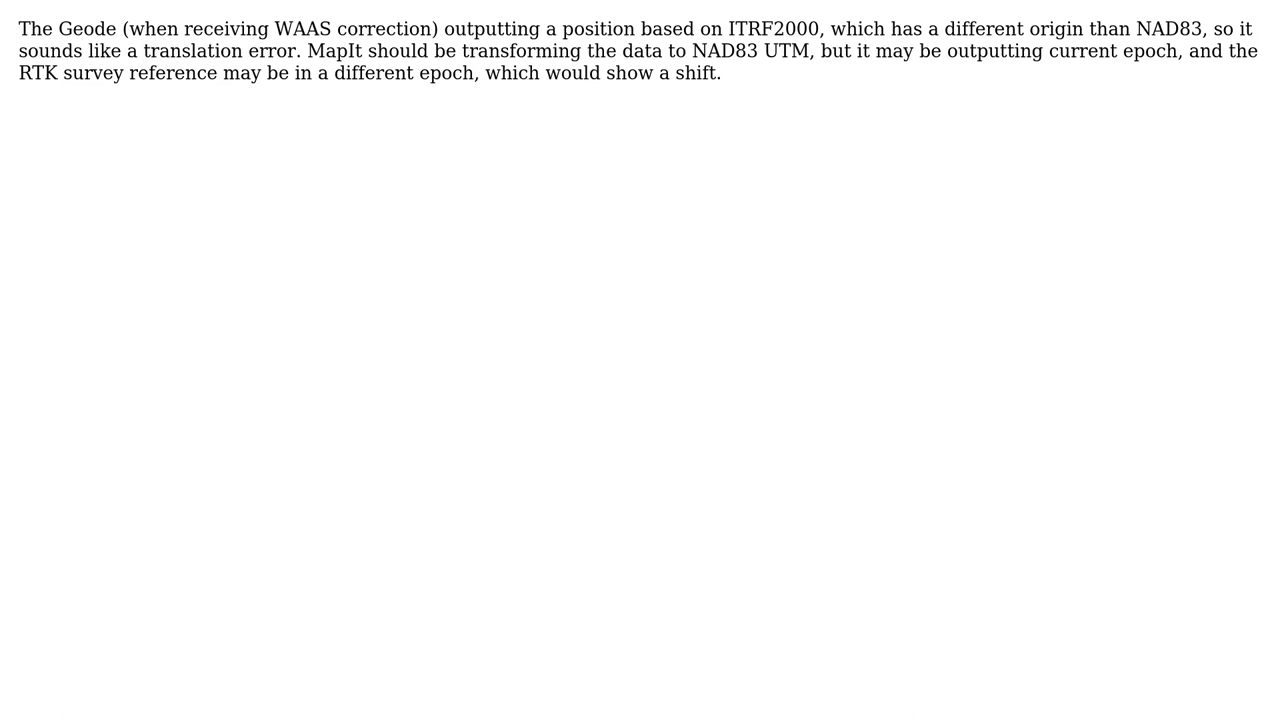 The Geode (when receiving WAAS correction) outputting a position based on ITRF2000, which has a different origin than NAD83, so it
sounds like a translation error. MapIt should be transforming the data to NAD83 UTM, but it may be outputting current epoch, and the
RTK survey reference may be in a different epoch, which would show a shift.